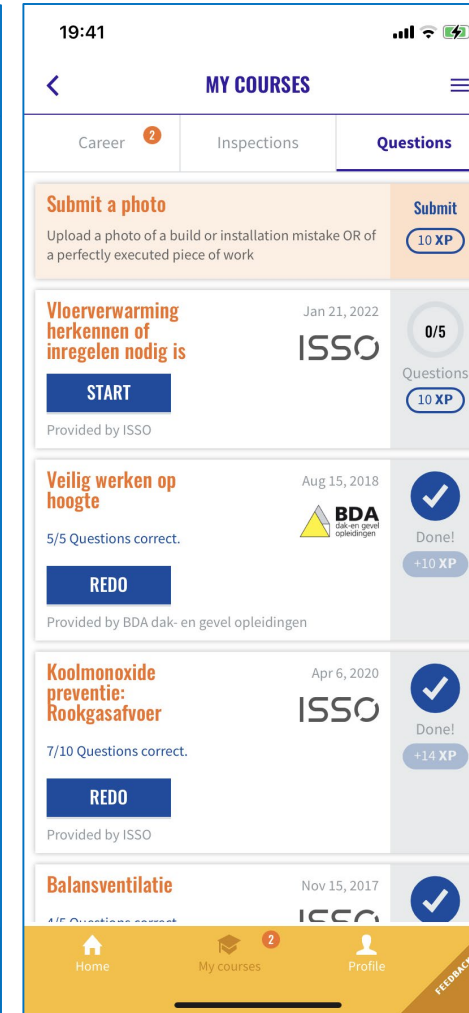 19:41
MY COURSES
Career 2
Inspections
Questions
Submit a photo
Upload a photo of a build or installation mistake OR of
a perfectly executed piece of work
Submit
10 XP
Vloerverwarming
herkennen of
inregelen nodig is
Jan 21, 2022
ISSO
START
Provided by ISSO
0/5
Questions
10 XP
Veilig werken op
hoogte
Aug 15, 2018
BDA
dak-en gevel
opleidingen
5/5 Questions correct.
REDO
Provided by BDA dak- en gevel opleidingen
Done!
+10 XP
Koolmonoxide
preventie:
Rookgasafvoer
Apr 6, 2020
ISSO
7/10 Questions correct.
REDO
Provided by ISSO
Done!
+14 XP
Balansventilatie
Nov 15, 2017
4/5 Questions correct.
ISSO
Home
My courses
2
Profile
FEEDBACK